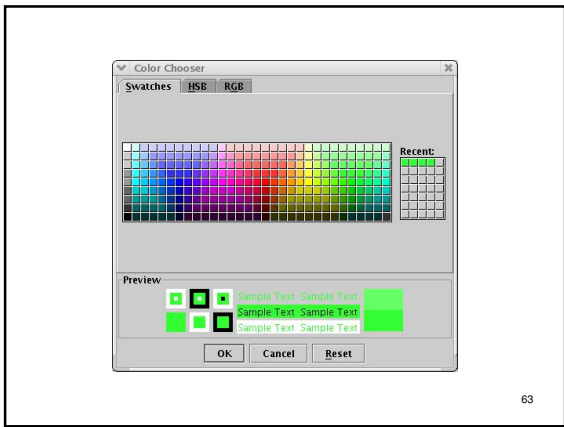 Color Chooser
Swatches HSB RGB
Recent:
Preview
Sample Text Sample Text
Sample Text Sample Text
Sample Text Sample Text
OK Cancel Reset
63